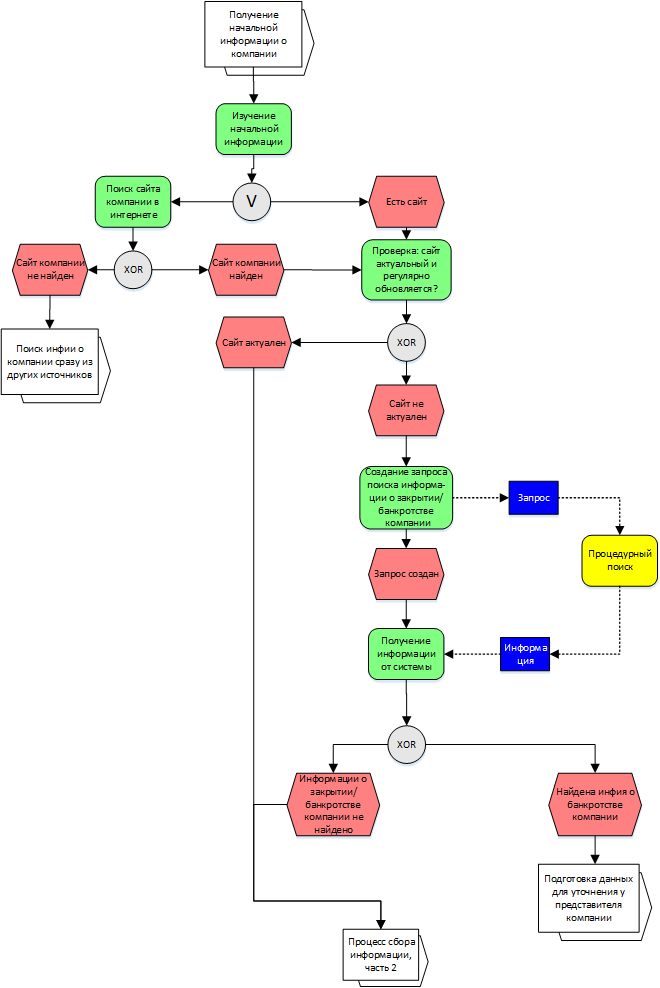 Получение
начальной
информации о
компании
Изучение
начальной
информации
Поиск сайта
компании в
интернете
V
Есть сайт
Сайт компании
не найден
XOR
Сайт компании
найден
Проверка: сайт
актуальный и
регулярно
обновляется?
Поиск инфии о
компании сразу из
других источников
Сайт актуален
XOR
Сайт не
актуален
Создание запроса
поиска информа-
ции о закрытии/
банкротстве
компании
Запрос
Процедурный
поиск
Запрос создан
Получение
информации
от системы
Информа
ция
XOR
Информации о
закрытии/
банкротстве
компании не
найдено
Найдена инфия о
банкротстве
компании
Подготовка данных
для уточнения у
представителя
компании
Процесс сбора
информации,
часть 2